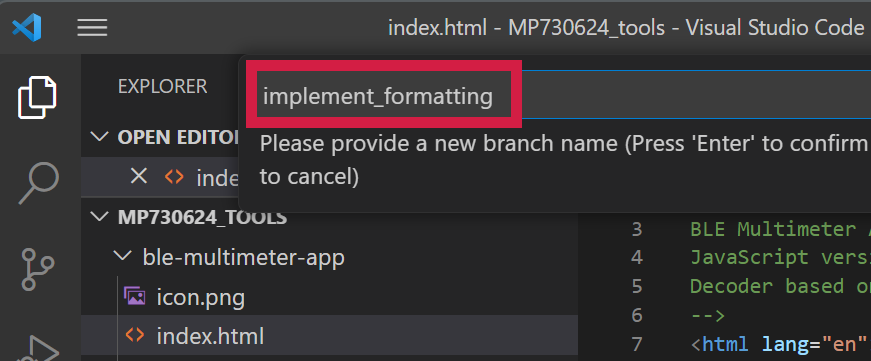 index.html - MP730624_tools - Visual Studio Code
EXPLORER
implement_formatting
Please provide a new branch name (Press 'Enter' to confirm
to cancel)
OPEN EDITO
inde
MP730624_TOOLS
ble-multimeter-app
icon.png
index.html
3 BLE Multimeter
4 JavaScript versi
5 Decoder based on
6 -->
7 <html lang="en"